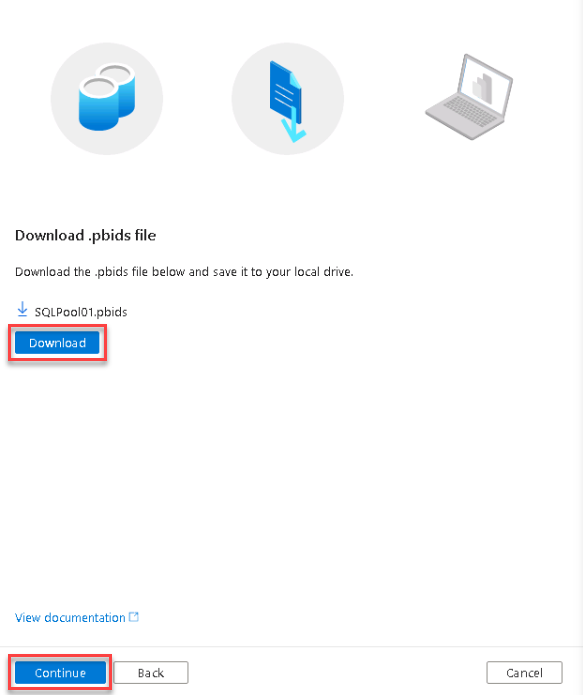 Download .pbids file
Download the .pbids file below and save it to your local drive.
SQLPool01.pbids
Download
View documentation
Continue
Back
Cancel